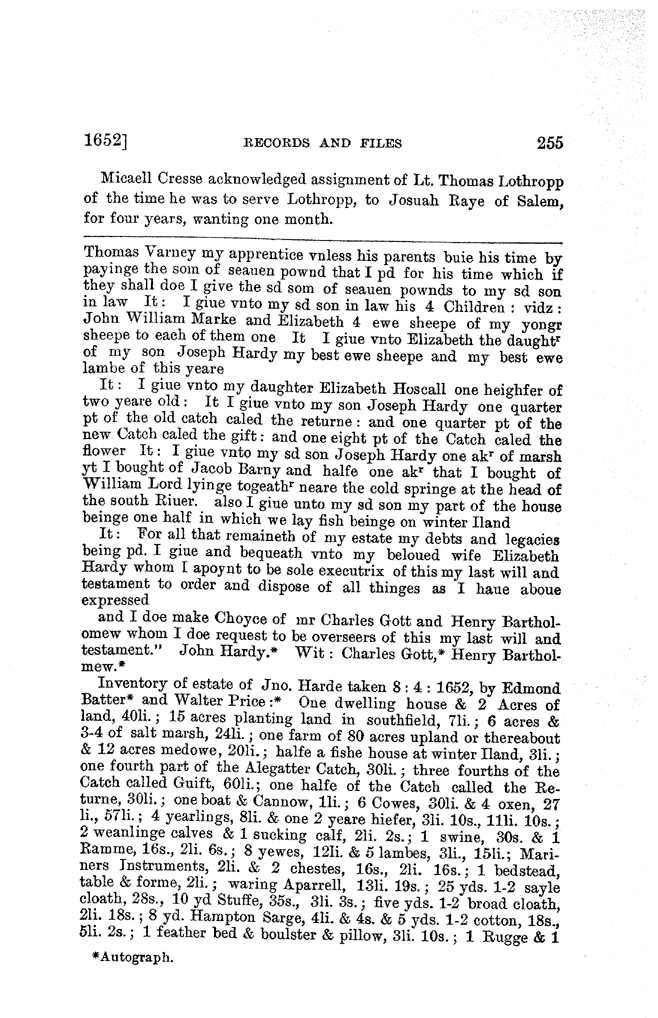 1652] RECORDS AND FILES 255
Micaell Cresse acknowledged assignment of Lt. Thomas Lothropp
of the time he was to serve Lothropp, to Josuah Raye of Salem,
for four years, wanting one month.
Thomas Varney my apprentice vnless his parents buie his time by
payinge the som of seauen pownd that I pd for his time which if
they shall doe I give the sd som of seauen pownds to my sd son
in law It: I giue vnto my sd son in law his 4 Children: vidz:
John William Marke and Elizabeth 4 ewe sheepe of my yongr
sheepe to each of them one It I giue vnto Elizabeth the daughtʳ
of my son Joseph Hardy my best ewe sheepe and my best ewe
lambe of this yeare
It: I giue vnto my daughter Elizabeth Hoscall one heighfer of
two yeare old: It I giue vnto my son Joseph Hardy one quarter
pt of the old catch caled the returne: and one quarter pt of the
new Catch caled the gift: and one eight pt of the Catch caled the
flower It: I giue vnto my sd son Joseph Hardy one akʳ of marsh
yt I bought of Jacob Barny and halfe one akʳ that I bought of
William Lord lyinge togeathʳ neare the cold springe at the head of
the south Riuer. also I giue unto my sd son my part of the house
beinge one half in which we lay fish beinge on winter Iland
It: For all that remaineth of my estate my debts and legacies
being pd. I giue and bequeath vnto my beloued wife Elizabeth
Hardy whom I apoynt to be sole executrix of this my last will and
testament to order and dispose of all thinges as I haue aboue
expressed
and I doe make Choyce of mr Charles Gott and Henry Barthol-
omew whom I doe request to be overseers of this my last will and
testament." John Hardy.* Wit: Charles Gott,* Henry Barthol-
mew.*
Inventory of estate of Jno. Harde taken 8:4:1652, by Edmond
Batter* and Walter Price:* One dwelling house & 2 Acres of
land, 40li.; 15 acres planting land in southfield, 7li.; 6 acres &
3-4 of salt marsh, 24li.; one farm of 80 acres upland or thereabout
& 12 acres medowe, 20li.; halfe a fishe house at winter Iland, 3li.;
one fourth part of the Alegatter Catch, 30li.; three fourths of the
Catch called Guift, 60li.; one halfe of the Catch called the Re-
turne, 30li.; one boat & Cannow, 1li.; 6 Cowes, 30li. & 4 oxen, 27
li., 57li.; 4 yearlings, 8li. & one 2 yeare hiefer, 3li. 10s., 11li. 10s.;
2 weanlinge calves & 1 sucking calf, 2li. 2s.; 1 swine, 30s. & 1
Ramme, 16s., 2li. 6s.; 8 yewes, 12li. & 5 lambes, 3li., 15li.; Mari-
ners Jnstruments, 2li. & 2 chestes, 16s., 2li. 16s.; 1 bedstead,
table & forme, 2li.; waring Aparrell, 13li. 19s.; 25 yds. 1-2 sayle
cloath, 28s., 10 yd Stuffe, 35s., 3li. 3s.; five yds. 1-2 broad cloath,
2li. 18s.; 8 yd. Hampton Sarge, 4li. & 4s. & 5 yds. 1-2 cotton, 18s.,
5li. 2s.; 1 feather bed & boulster & pillow, 3li. 10s.; 1 Rugge & 1
*Autograph.